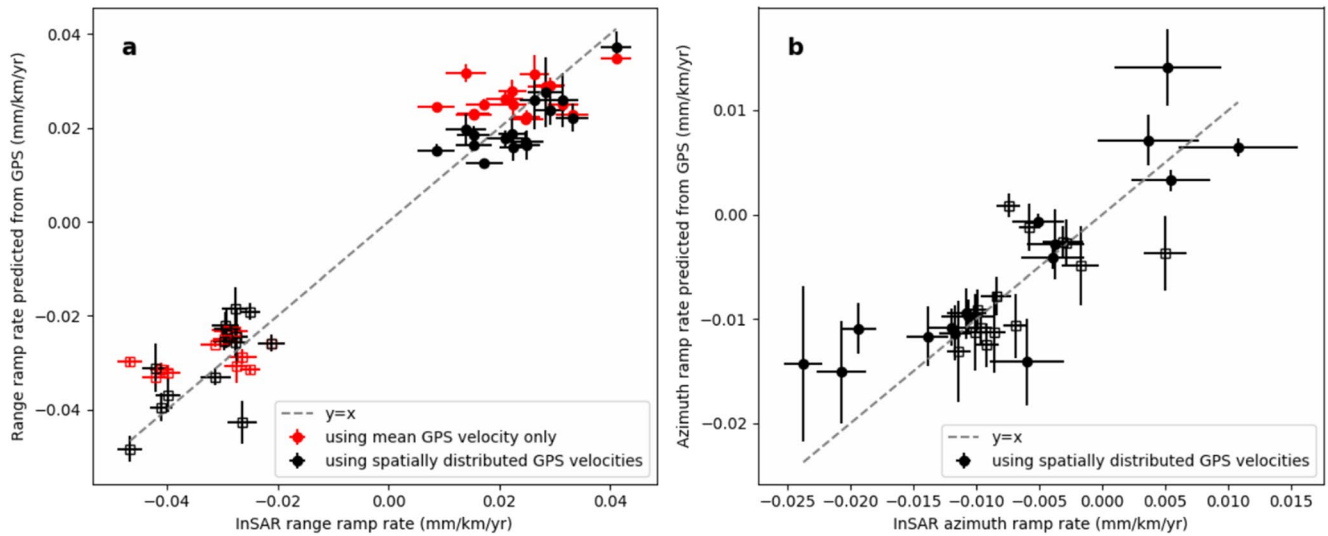 a
Range ramp rate predicted from GPS (mm/km/yr)
0.04
0.02
0.00
−0.02
−0.04
y=x
using mean GPS velocity only
using spatially distributed GPS velocities
−0.04 −0.02 0.00 0.02 0.04
InSAR range ramp rate (mm/km/yr)
b
Azimuth ramp rate predicted from GPS (mm/km/yr)
0.01
0.00
−0.01
−0.02
y=x
using spatially distributed GPS velocities
−0.025 −0.020 −0.015 −0.010 −0.005 0.000 0.005 0.010 0.015
InSAR azimuth ramp rate (mm/km/yr)